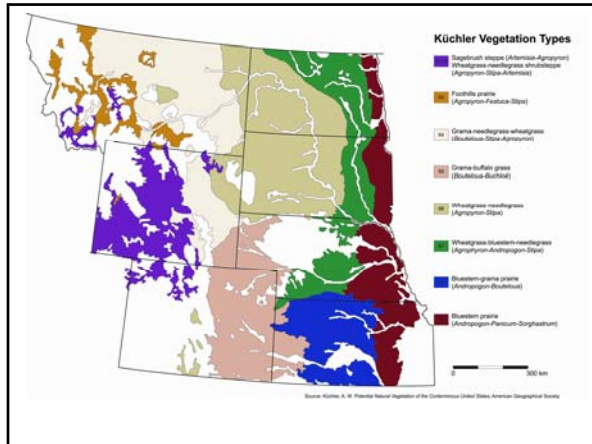 Küchler Vegetation Types
Sagebrush steppe (Artemisia-Agropyron)
Wheatgrass-needlegrass shrubsteppe
(Agropyron-Stipa-Artemisia)
Foothills prairie
(Agropyron-Festuca-Stipa)
Grama-needlegrass-wheatgrass
(Bouteloua-Stipa-Agropyron)
Grama-buffalo grass
(Bouteloua-Buchloë)
Wheatgrass-needlegrass
(Agropyron-Stipa)
Wheatgrass-bluestem-needlegrass
(Agrophyron-Andropogon-Stipa)
Bluestem-grama prairie
(Andropogon-Bouteloua)
Bluestem prairie
(Andropogon-Panicum-Sorghastrum)
0 300 km
Source: Küchler, A. W. Potential Natural Vegetation of the Conterminous United States, American Geographical Society